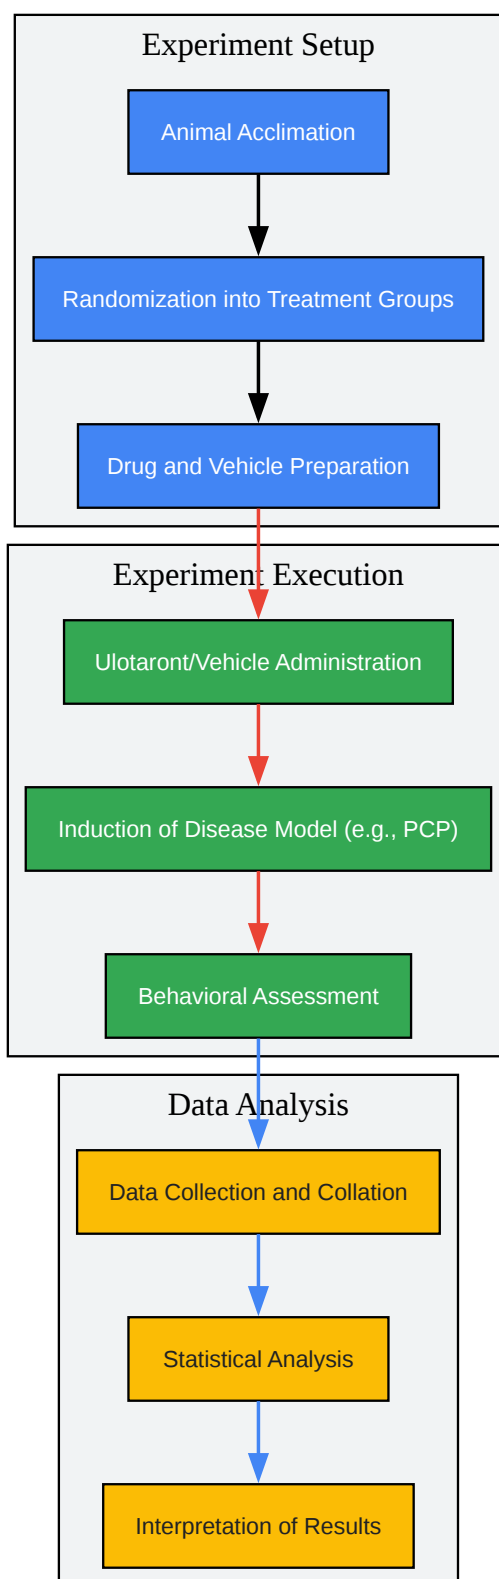 Experiment Setup
Animal Acclimation
Randomization into Treatment Groups
Drug and Vehicle Preparation
Experiment Execution
Ulotaront/Vehicle Administration
Induction of Disease Model (e.g., PCP)
Behavioral Assessment
Data Analysis
Data Collection and Collation
Statistical Analysis
Interpretation of Results